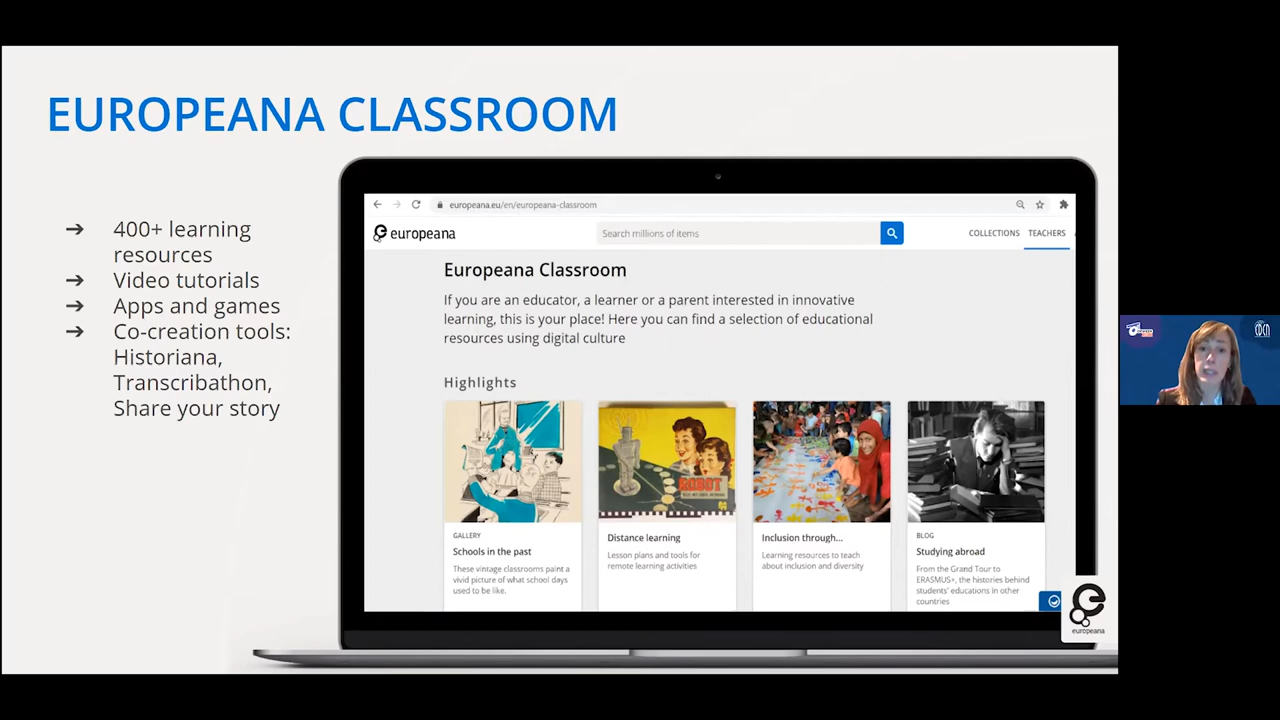 EUROPEANA CLASSROOM
➔ 400+ learning
resources
➔ Video tutorials
➔ Apps and games
➔ Co-creation tools:
Historiana,
Transcribathon,
Share your story
europeana.eu/en/europeana-classroom
europeana
Search millions of items
COLLECTIONS
TEACHERS
Europeana Classroom
If you are an educator, a learner or a parent interested in innovative
learning, this is your place! Here you can find a selection of educational
resources using digital culture
Highlights
ROBOT
GALLERY
Schools in the past
These vintage classrooms paint a
vivid picture of what school days
used to be like.
Distance learning
Lesson plans and tools for
remote learning activities
Inclusion through...
Learning resources to teach
about inclusion and diversity
BLOG
Studying abroad
From the Grand Tour to
ERASMUS+, the histories behind
students' educations in other
countries
europeana